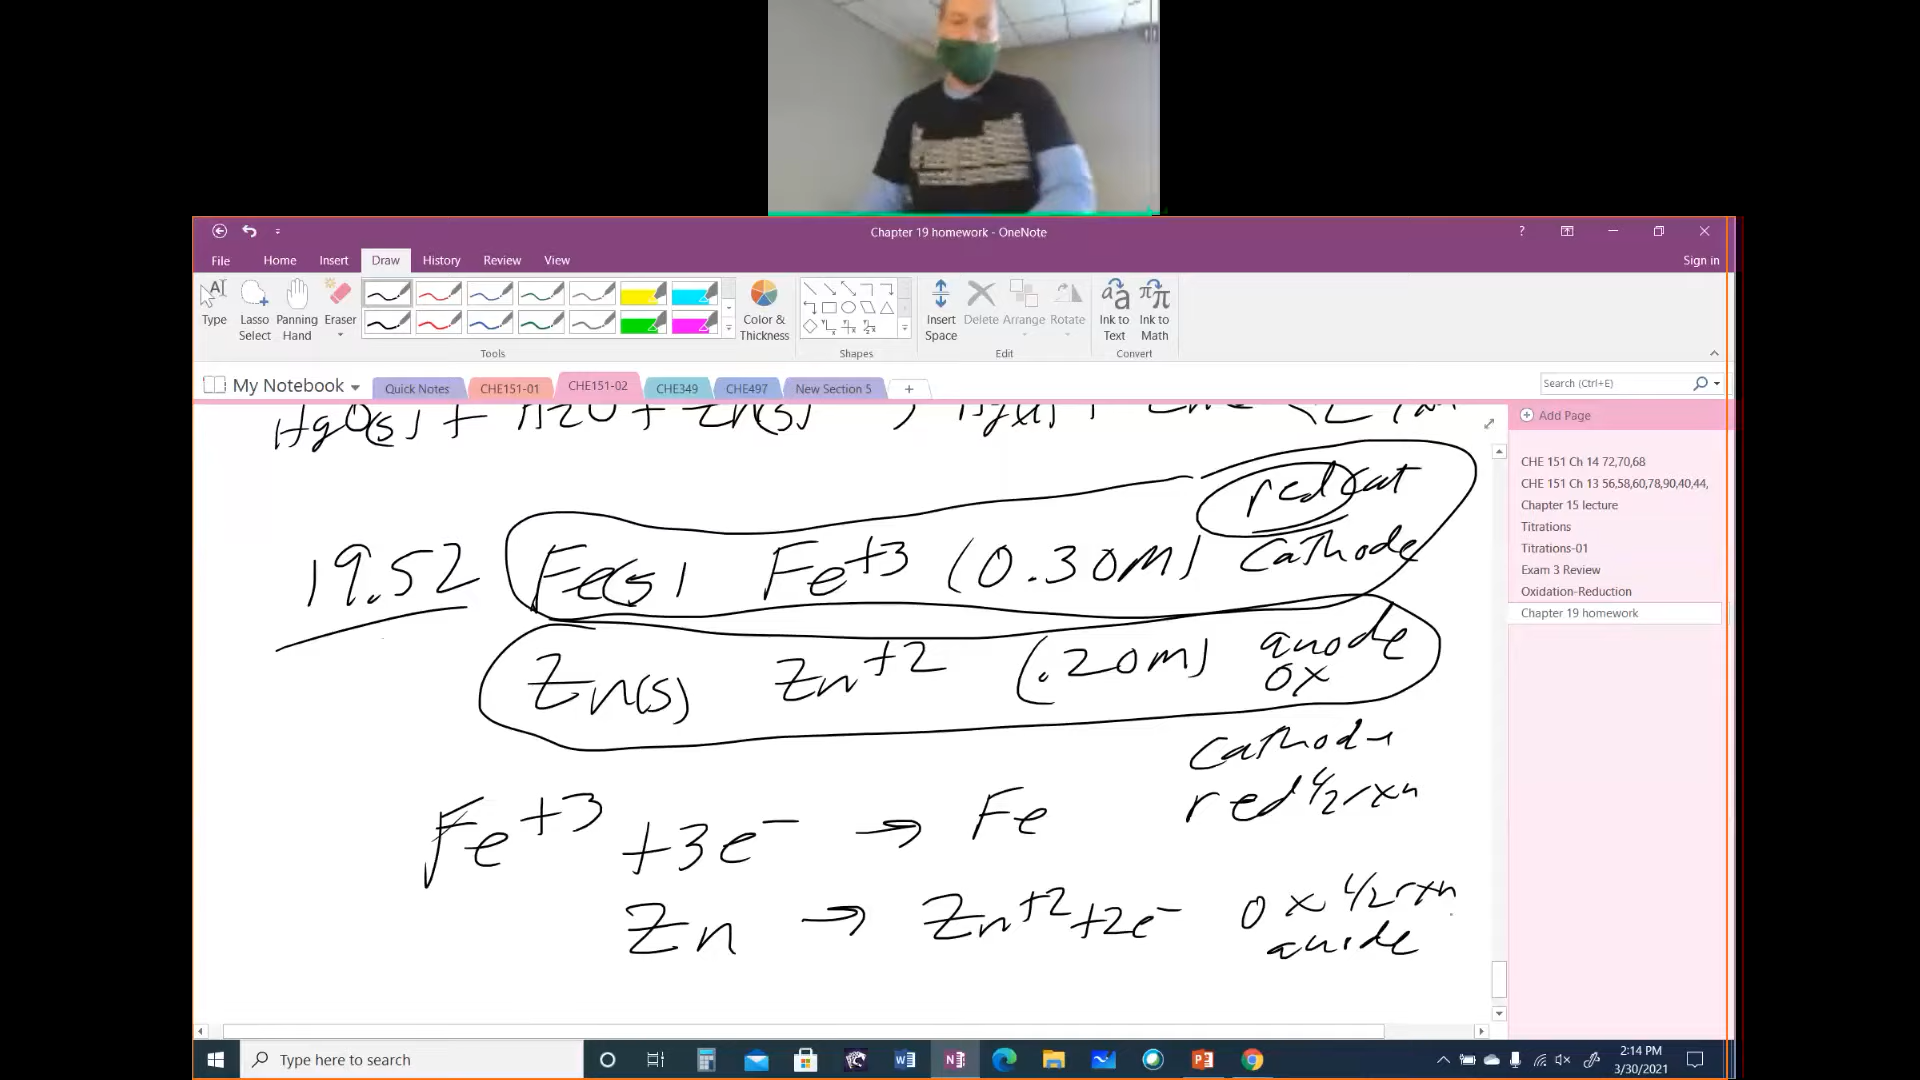 Chapter 19 homework - OneNote
?
File
Home
Insert
Draw
History
Review
View
Sign in
Type
Lasso Select
Panning Hand
Eraser
Color & Thickness
Insert Space
Delete
Arrange
Rotate
Ink to Text
Ink to Math
Tools
Shapes
Edit
Convert
My Notebook
Quick Notes
CHE151-01
CHE151-02
CHE349
CHE497
New Section 5
+
Search (Ctrl+E)
Add Page
CHE 151 Ch 14 72,70,68
CHE 151 Ch 13 56,58,60,78,90,40,44,
Chapter 15 lecture
Titrations
Titrations-01
Exam 3 Review
Oxidation-Reduction
Chapter 19 homework
HgO(s) + H2O + Zn(s)
red cat
19.52 Fe(s) Fe+3 (0.30M) cathode
Zn(s) Zn+2 (.20M) anode
ox
cathode
Fe+3 +3e- → Fe red 1/2 rxn
Zn → Zn+2 +2e- ox 1/2 rxn
anode
Type here to search
2:14 PM
3/30/2021